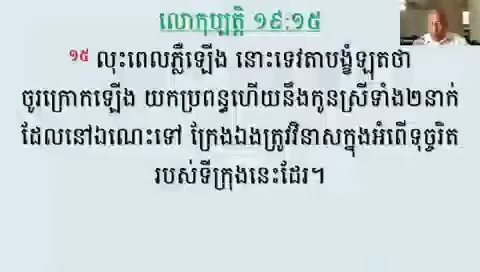 លោកុប្បត្តិ ១៩:១៥
១៥ លុះពេលភ្លឺឡើង នោះទេវតាបង្ខំឡុតថា
ចូរក្រោកឡើង យកប្រពន្ធហើយនឹងកូនស្រីទាំង២នាក់
ដែលនៅឯណេះទៅ ក្រែងឯងត្រូវវិនាសក្នុងអំពើទុច្ចរិត
របស់ទីក្រុងនេះដែរ។